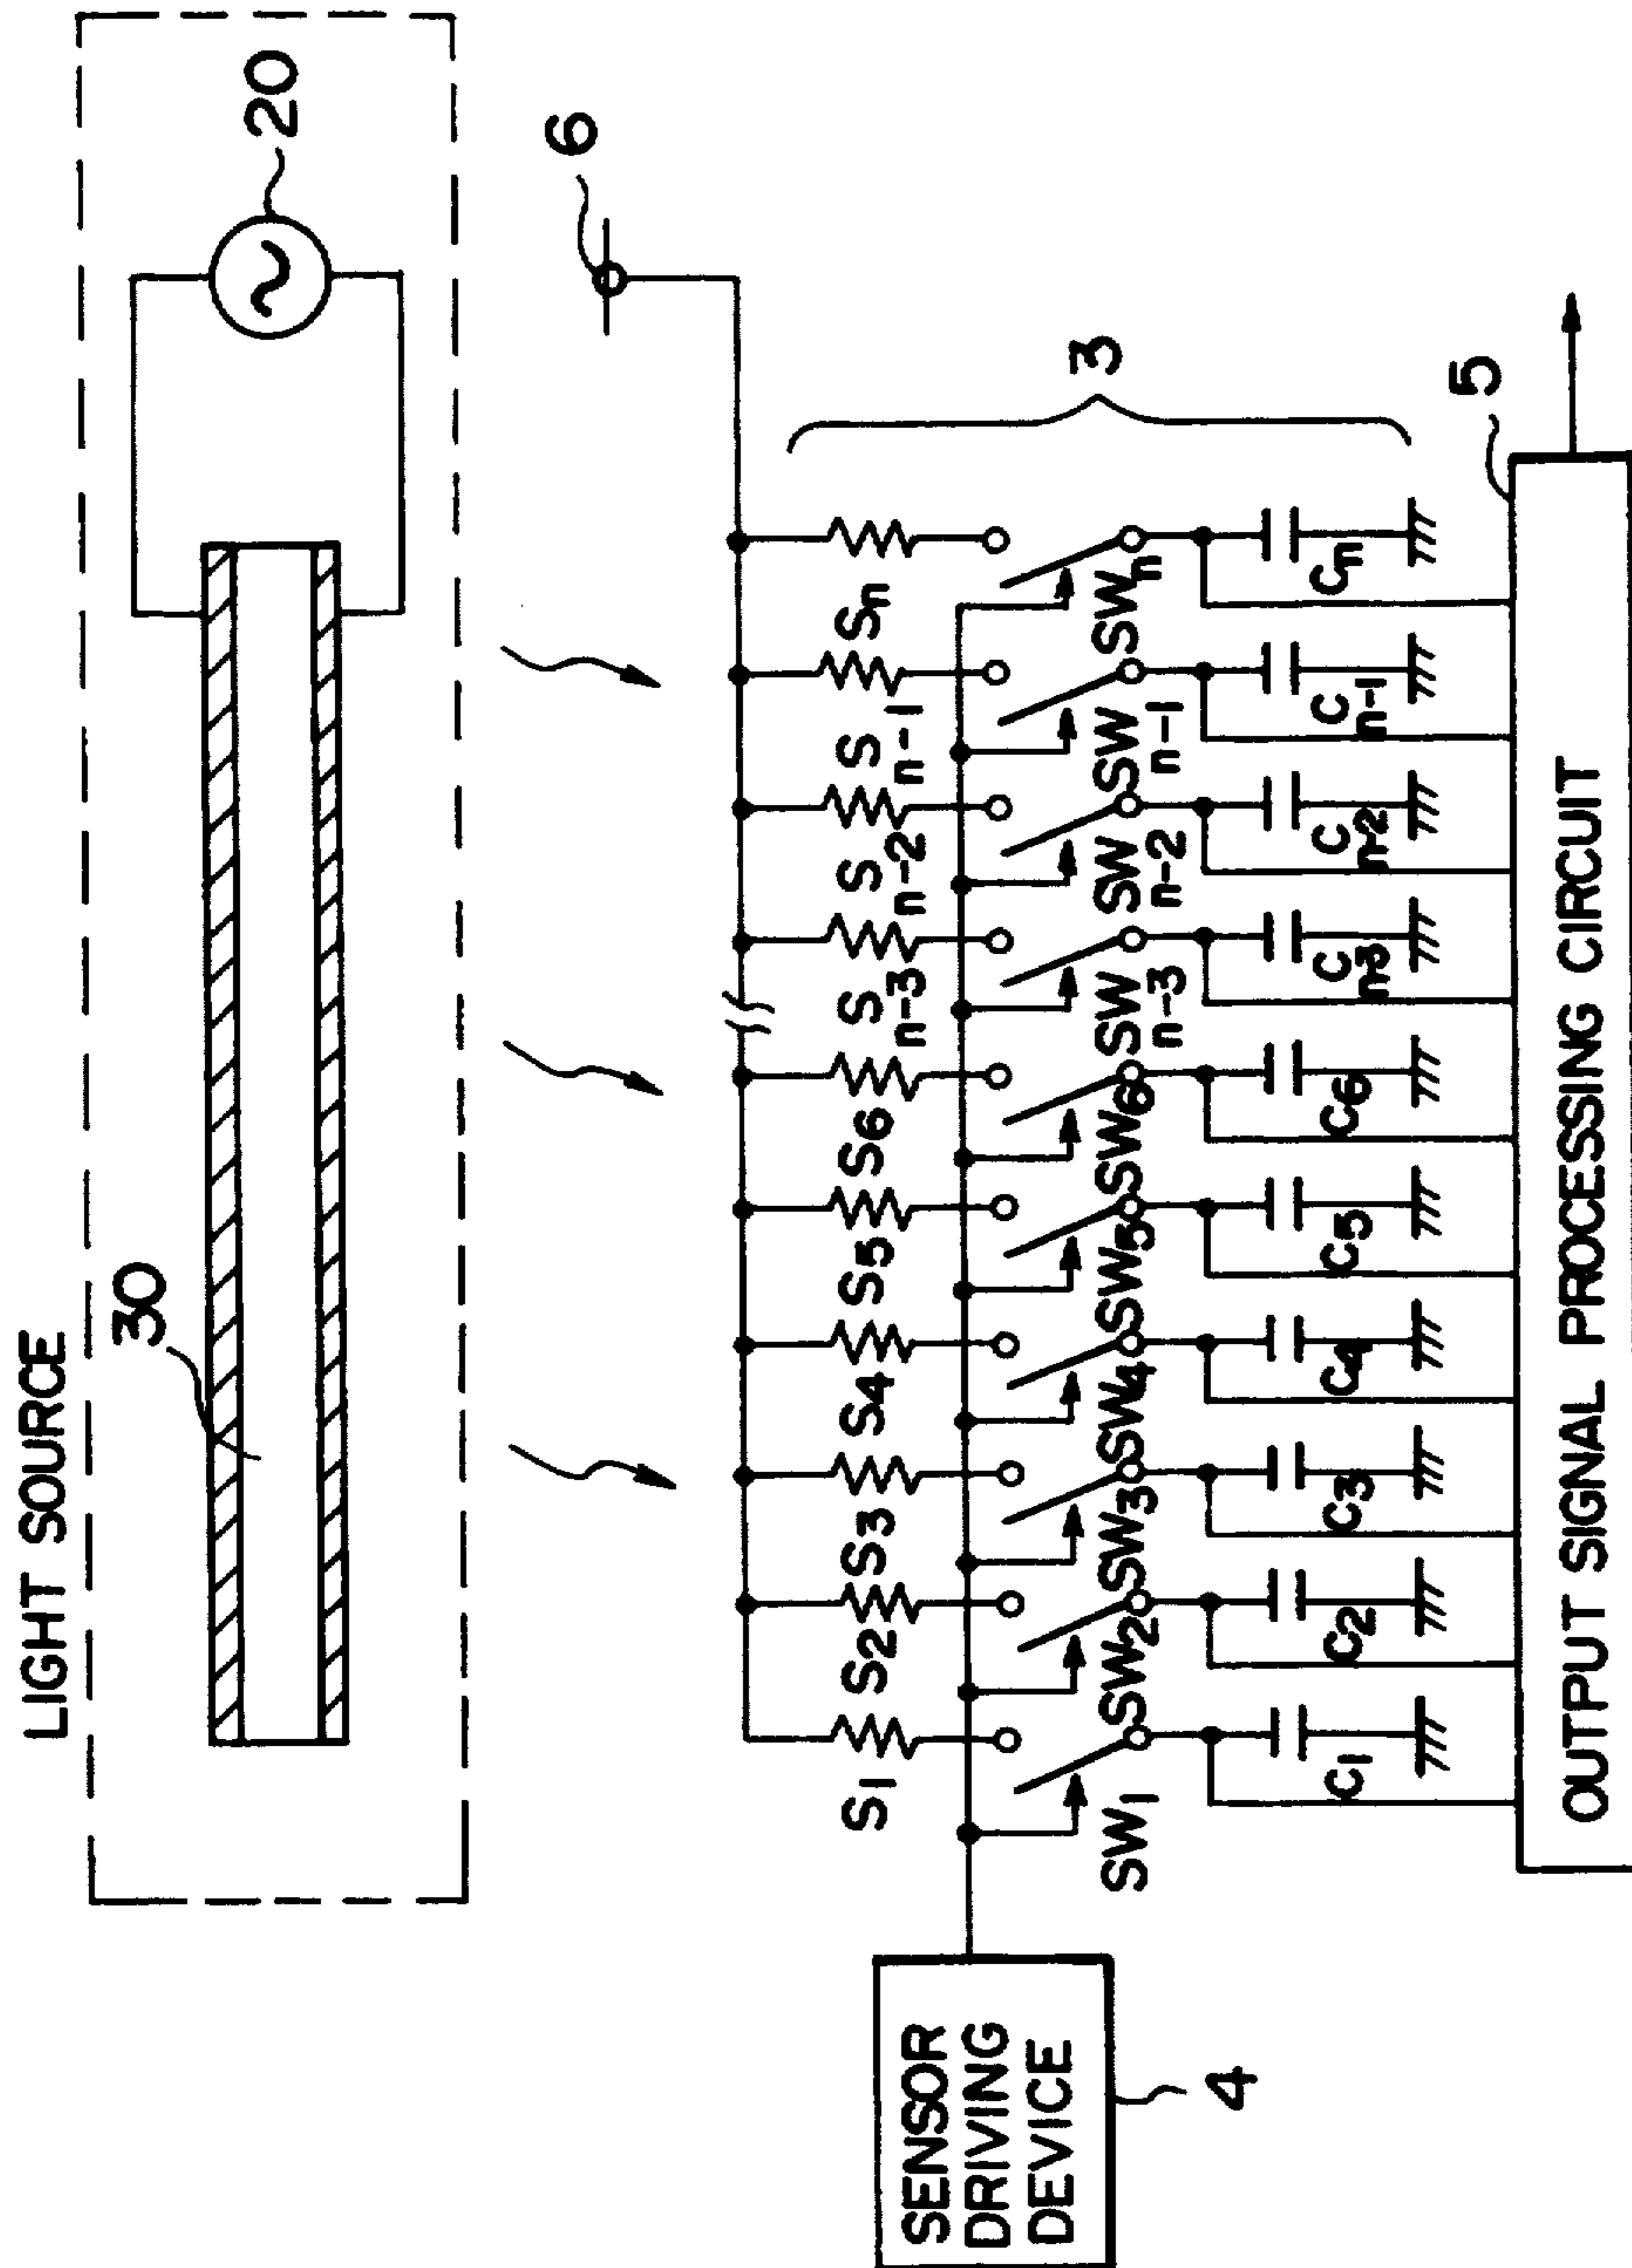 LIGHT SOURCE
30
20
6
3
S1 S2 S3 S4 S5 S6 Sn-3 Sn-2 Sn-1 Sn
SENSOR
DRIVING
DEVICE
4
SW1 SW2 SW3 SW4 SW5 SW6 SWn-3 SWn-2 SWn-1 SWn
C1 C2 C3 C4 C5 C6 Cn-3 Cn-2 Cn-1 Cn
5
OUTPUT SIGNAL PROCESSING CIRCUIT